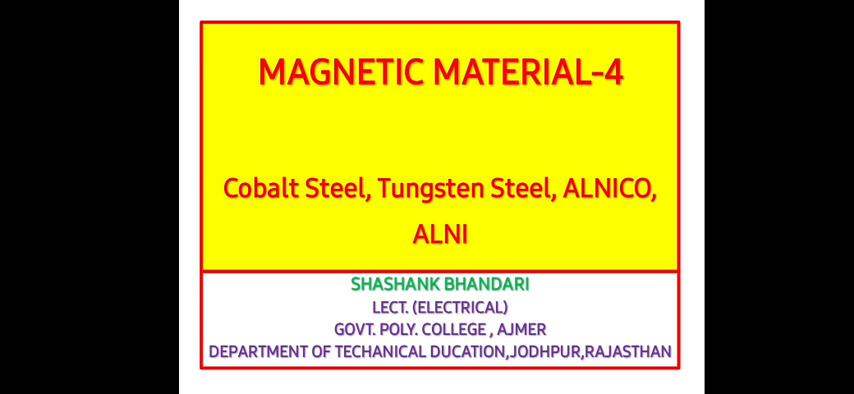 MAGNETIC MATERIAL-4
Cobalt Steel, Tungsten Steel, ALNICO,
ALNI
SHASHANK BHANDARI
LECT. (ELECTRICAL)
GOVT. POLY. COLLEGE , AJMER
DEPARTMENT OF TECHANICAL DUCATION,JODHPUR,RAJASTHAN